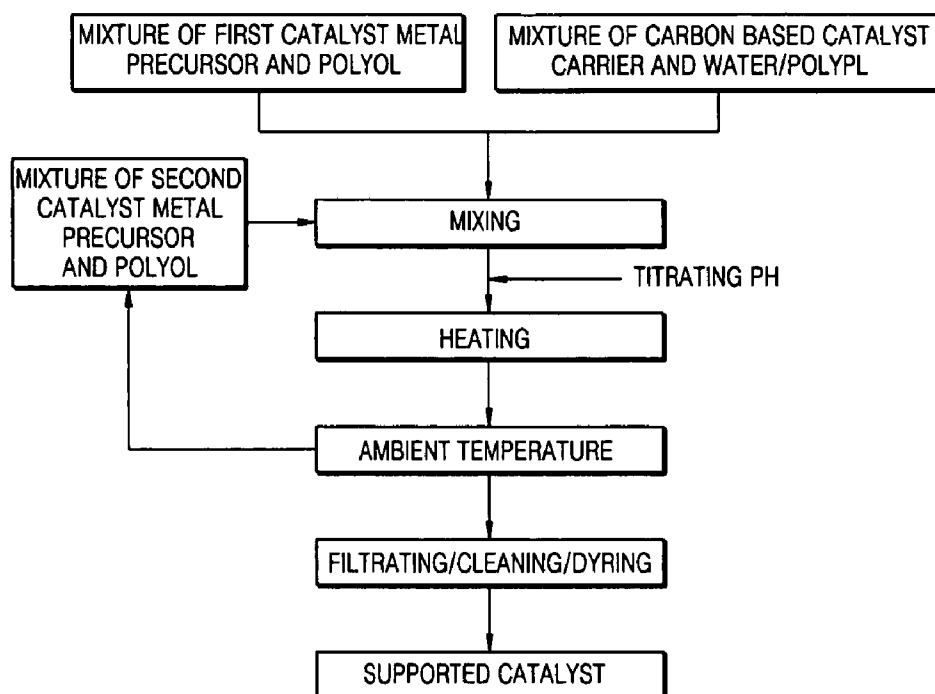 MIXTURE OF FIRST CATALYST METAL
PRECURSOR AND POLYOL
MIXTURE OF CARBON BASED CATALYST
CARRIER AND WATER/POLYPL
MIXTURE OF SECOND
CATALYST METAL
PRECURSOR
AND POLYOL
MIXING
TITRATING PH
HEATING
AMBIENT TEMPERATURE
FILTRATING/CLEANING/DYRING
SUPPORTED CATALYST